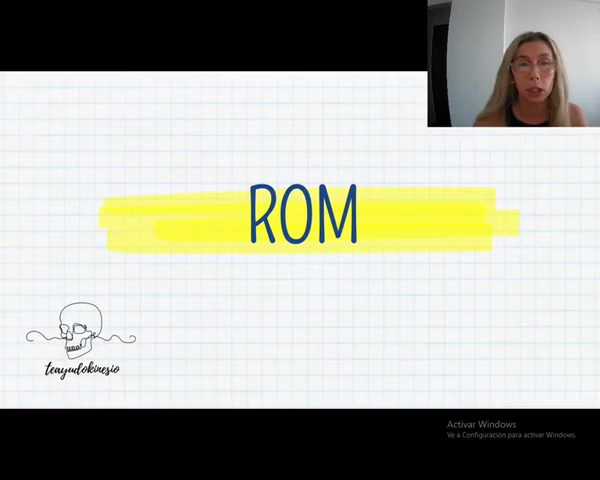 ROM
teayudokinesio
Activar Windows
Ve a Configuración para activar Windows.